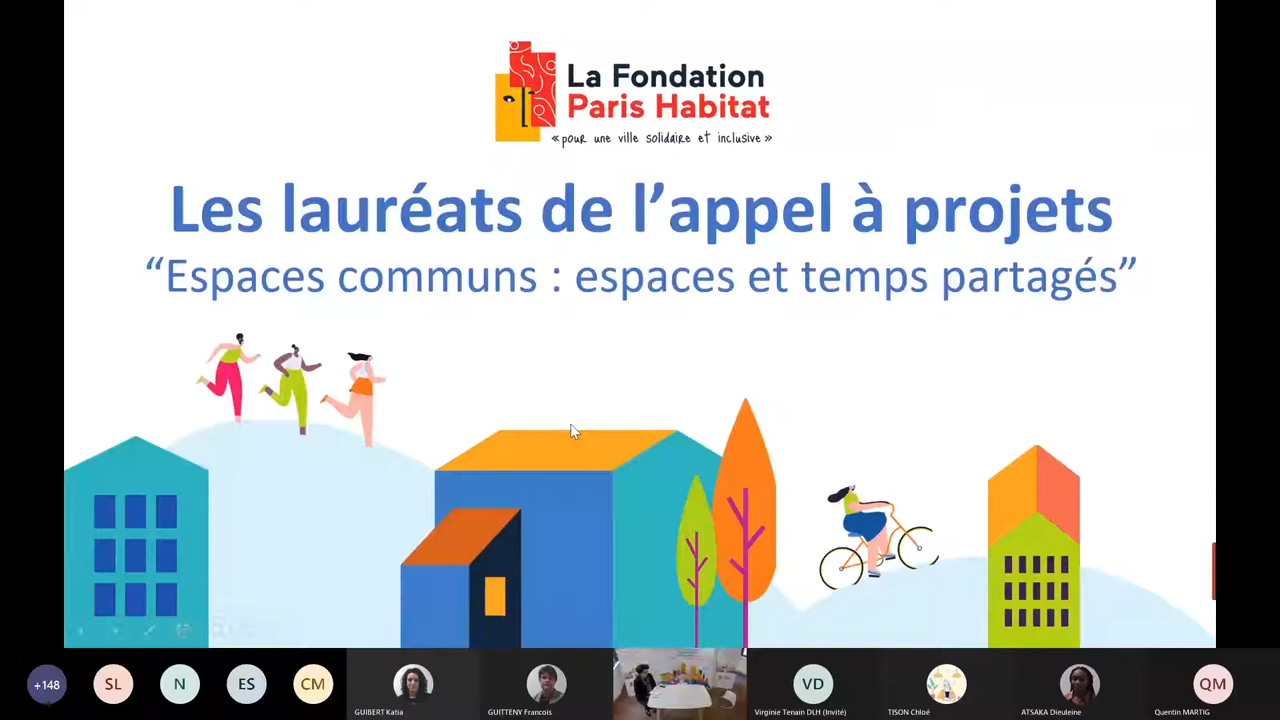 La Fondation
Paris Habitat
«pour une ville solidaire et inclusive»
Les lauréats de l’appel à projets
“Espaces communs : espaces et temps partagés”
+148
SL
N
ES
CM
VD
QM
GUIBERT Katia
GUITTENY Francois
Virginie Tenain DLH (Invité)
TISON Chloé
ATSAKA Dieuleine
Quentin MARTIG